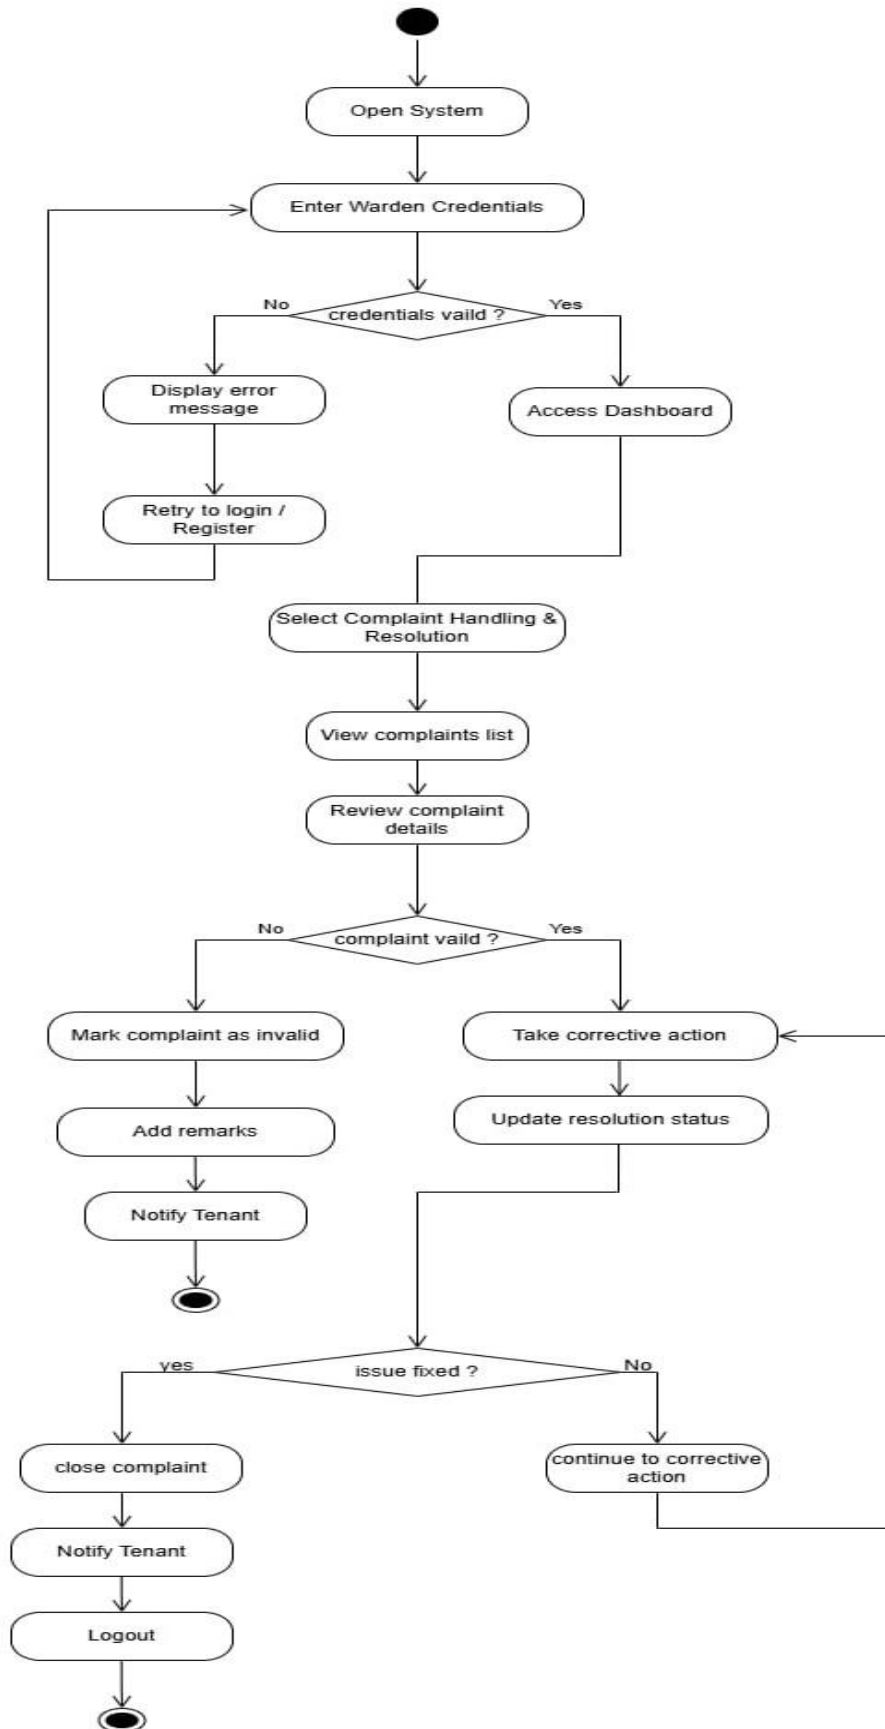 Open System
Enter Warden Credentials
No
credentials vaild ?
Yes
Display error
message
Access Dashboard
Retry to login /
Register
Select Complaint Handling &
Resolution
View complaints list
Review complaint
details
No
complaint vaild ?
Yes
Mark complaint as invalid
Take corrective action
Add remarks
Update resolution status
Notify Tenant
yes
issue fixed ?
No
close complaint
continue to corrective
action
Notify Tenant
Logout